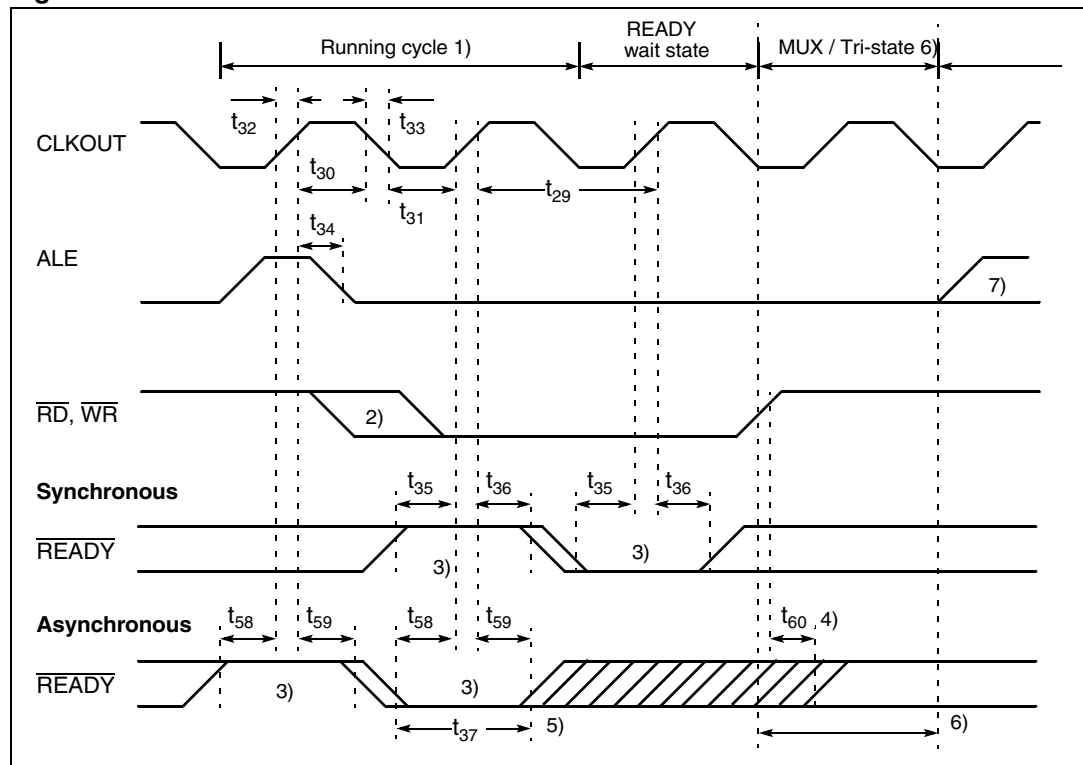 Running cycle 1)
READY
wait state
MUX / Tri-state 6)
t32
t33
CLKOUT
t30
t31
t29
t34
ALE
7)
RD, WR
2)
Synchronous
t35
t36
t35
t36
READY
3)
3)
Asynchronous
t58
t59
t58
t59
t60
4)
READY
3)
3)
t37
5)
6)